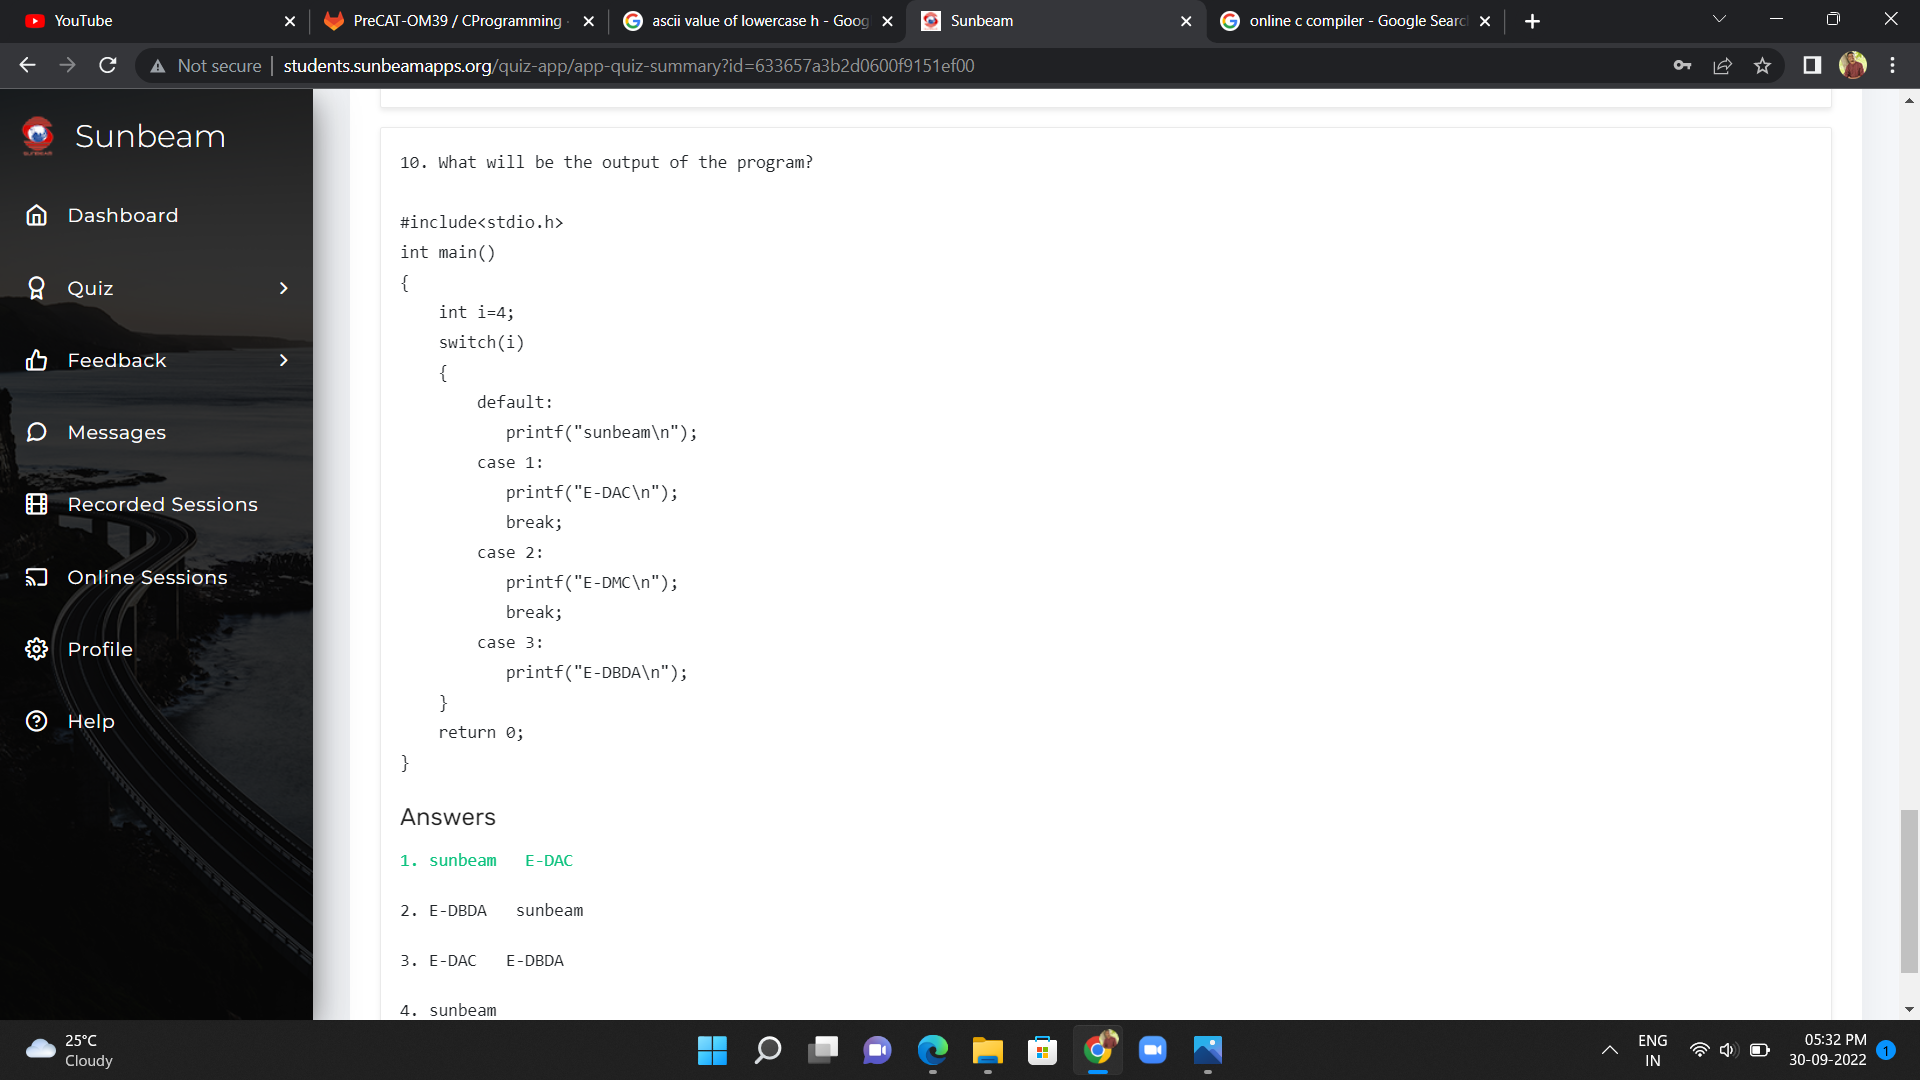 YouTube
PreCAT-OM39 / CProgramming
ascii value of lowercase h - Goog
Sunbeam
online c compiler - Google Searc
Not secure | students.sunbeamapps.org/quiz-app/app-quiz-summary?id=633657a3b2d0600f9151ef00
Sunbeam
Dashboard
Quiz
Feedback
Messages
Recorded Sessions
Online Sessions
Profile
Help
10. What will be the output of the program?
#include<stdio.h>
int main()
{
int i=4;
switch(i)
{
default:
printf("sunbeam\n");
case 1:
printf("E-DAC\n");
break;
case 2:
printf("E-DMC\n");
break;
case 3:
printf("E-DBDA\n");
}
return 0;
}
Answers
1. sunbeam E-DAC
2. E-DBDA sunbeam
3. E-DAC E-DBDA
4. sunbeam
25°C
Cloudy
ENG
IN
05:32 PM
30-09-2022
1